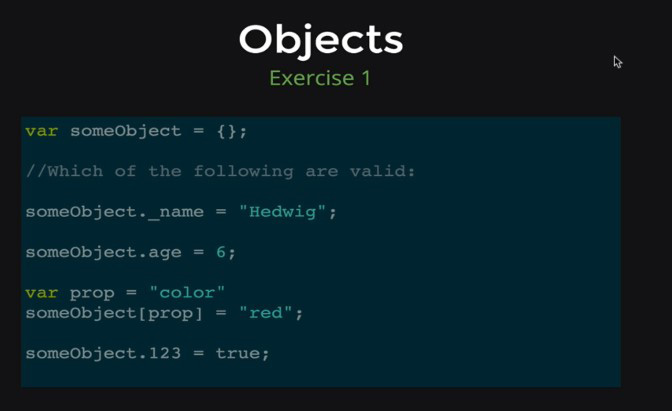 Objects
Exercise 1
var someObject = {};
//Which of the following are valid:
someObject._name = "Hedwig";
someObject.age = 6;
var prop = "color"
someObject[prop] = "red";
someObject.123 = true;